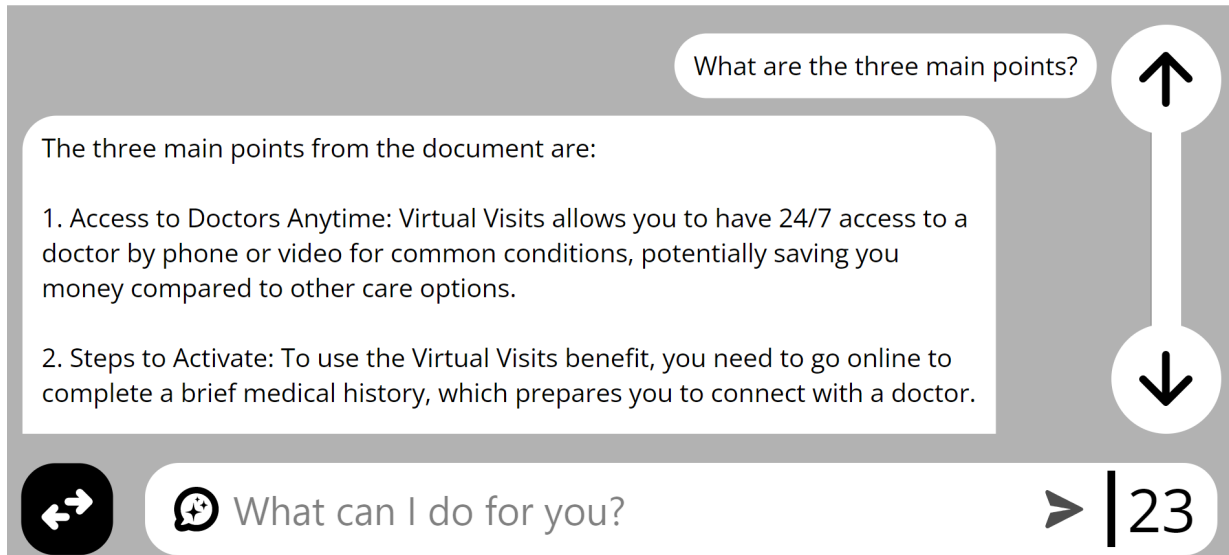 What are the three main points?
The three main points from the document are:
1. Access to Doctors Anytime: Virtual Visits allows you to have 24/7 access to a
doctor by phone or video for common conditions, potentially saving you
money compared to other care options.
2. Steps to Activate: To use the Virtual Visits benefit, you need to go online to
complete a brief medical history, which prepares you to connect with a doctor.
What can I do for you?
23